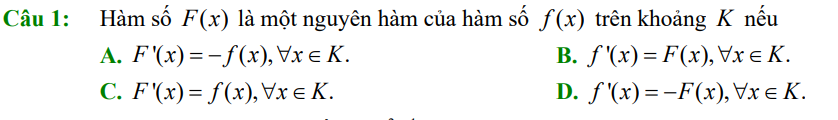 Câu 1: Hàm số F(x) là một nguyên hàm của hàm số f(x) trên khoảng K nếu
A. F'(x) = −f(x), ∀x ∈ K. B. f'(x) = F(x), ∀x ∈ K.
C. F'(x) = f(x), ∀x ∈ K. D. f'(x) = −F(x), ∀x ∈ K.